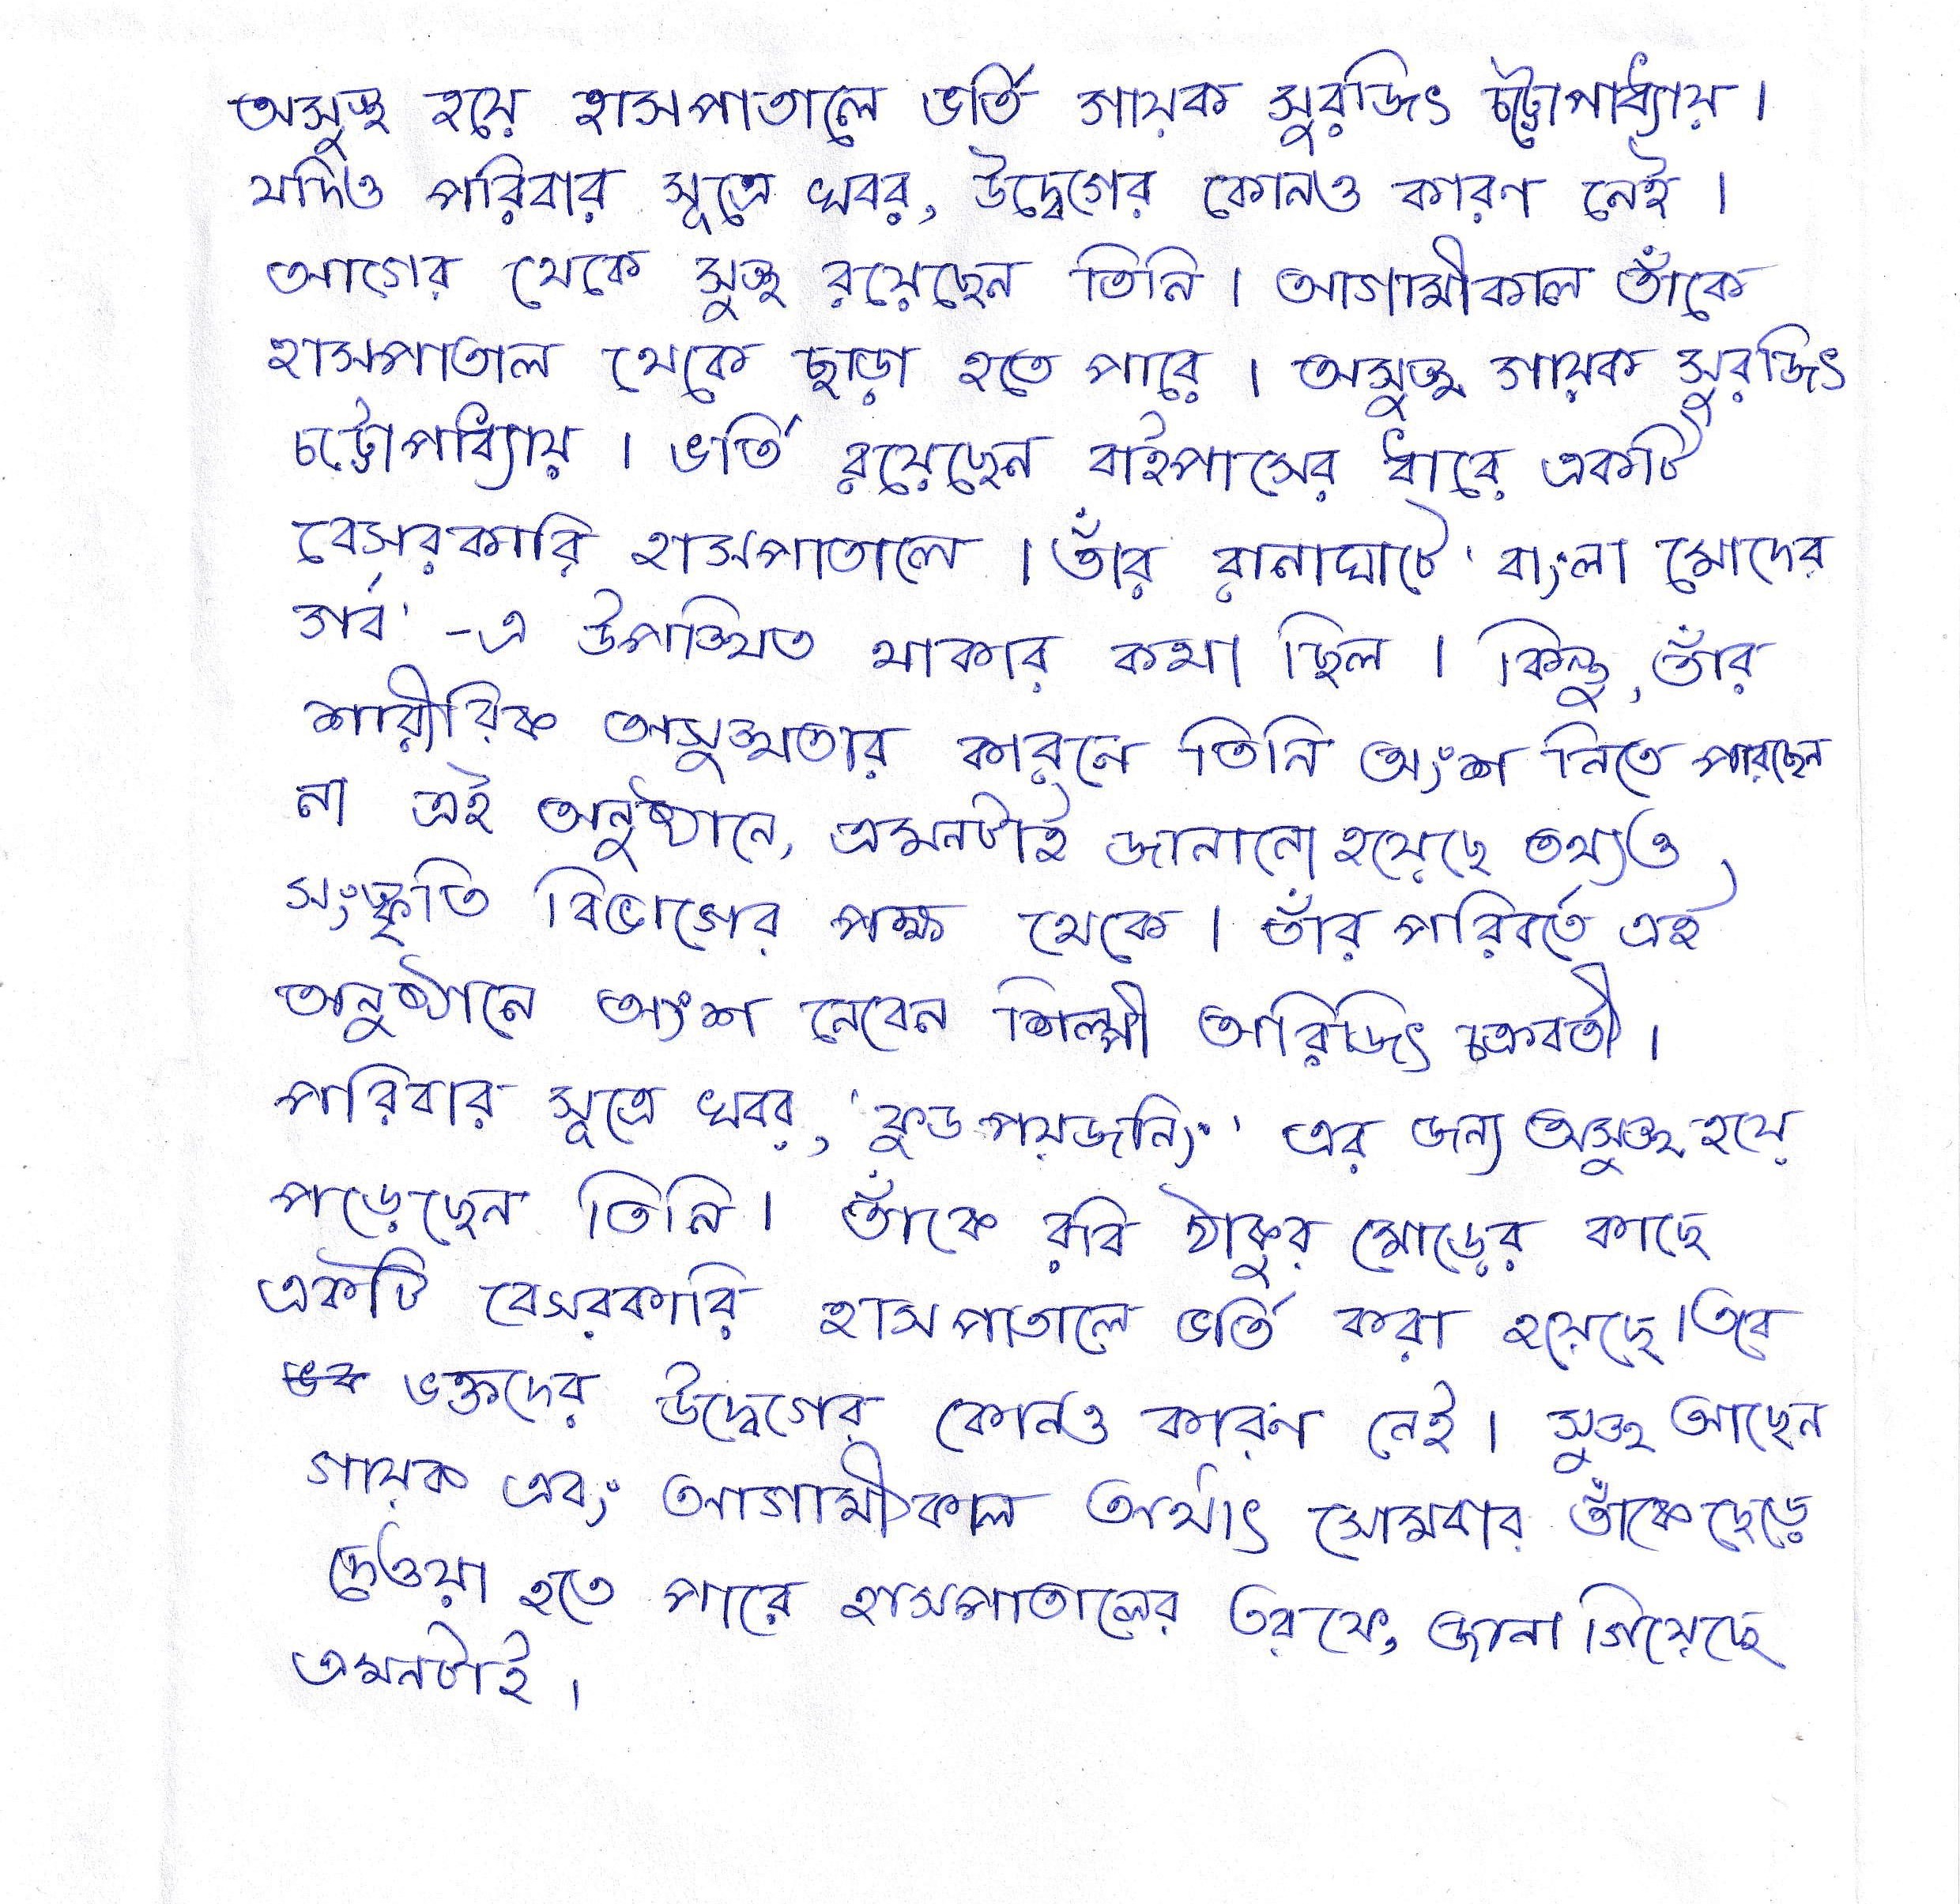 অসুস্থ হয়ে হাসপাতালে ভর্তি গায়ক সুরজিৎ চট্টোপাধ্যায়।
যদিও পরিবার সূত্রে খবর, উদ্বেগের কোনও কারণ নেই।
আগের থেকে সুস্থ রয়েছেন তিনি। আগামীকাল তাঁকে
হাসপাতাল থেকে ছাড়া হতে পারে। অসুস্থ গায়ক সুরজিৎ
চট্টোপাধ্যায়। ভর্তি রয়েছেন বাইপাসের ধারে একটি
বেসরকারি হাসপাতালে। তাঁর রানাঘাটে 'বাংলা মোদের
গর্ব' -এ উপস্থিত থাকার কথা ছিল। কিন্তু, তাঁর
শারীরিক অসুস্থতার কারনে তিনি অংশ নিতে পারছেন
না এই অনুষ্ঠানে, এমনটাই জানানো হয়েছে তথ্য ও
সংস্কৃতি বিভাগের পক্ষ থেকে। তাঁর পরিবর্তে এই
অনুষ্ঠানে অংশ নেবেন শিল্পী অরিজিৎ চক্রবর্তী।
পরিবার সূত্রে খবর, 'ফুড পয়জনিং' এর জন্য অসুস্থ হয়ে
পড়েছেন তিনি। তাঁকে রবি ঠাকুর মোড়ের কাছে
একটি বেসরকারি হাসপাতালে ভর্তি করা হয়েছে। তবে
ভক্তদের উদ্বেগের কোনও কারণ নেই। সুস্থ আছেন
গায়ক এবং আগামীকাল অর্থাৎ সোমবার তাঁকে ছেড়ে
দেওয়া হতে পারে হাসপাতালের তরফে, জানা গিয়েছে
এমনটাই।